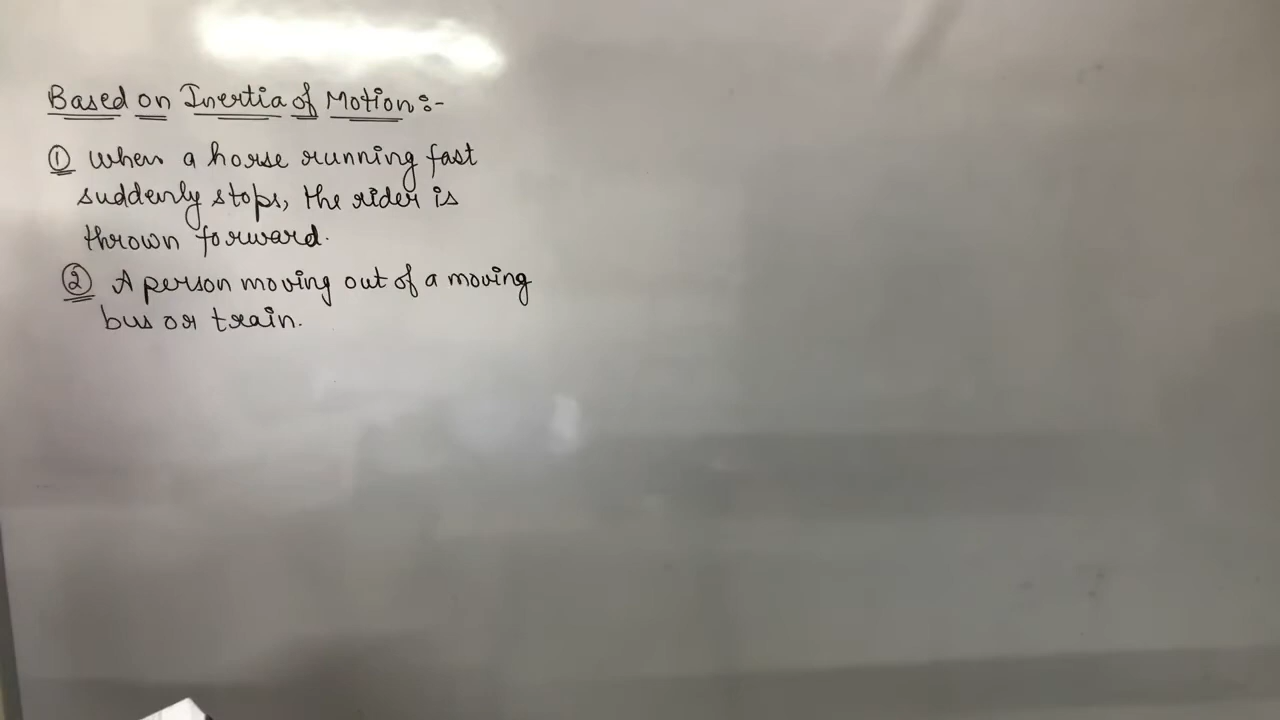 Based on Inertia of Motion:-
① When a horse running fast
suddenly stops, the rider is
thrown forward.
② A person moving out of a moving
bus or train.